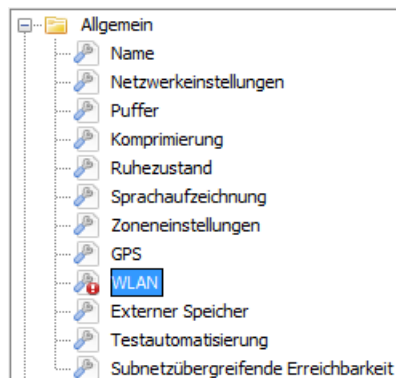 Allgemein
Name
Netzwerkeinstellungen
Puffer
Komprimierung
Ruhezustand
Sprachaufzeichnung
Zoneneinstellungen
GPS
WLAN
Externer Speicher
Testautomatisierung
Subnetzübergreifende Erreichbarkeit